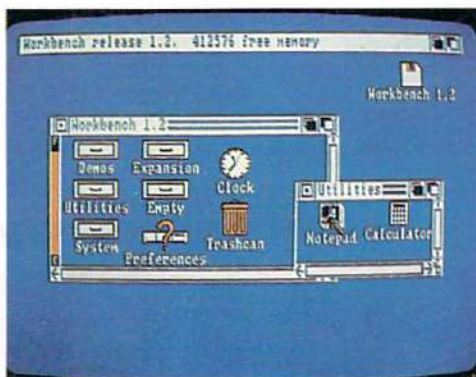 Workbench release 1.2. 412576 free memory
Workbench 1.2
Workbench 1.2
Demos Expansion
Clock
Utilities Empty
System
Preferences
Trashcan
Utilities
Notepad Calculator